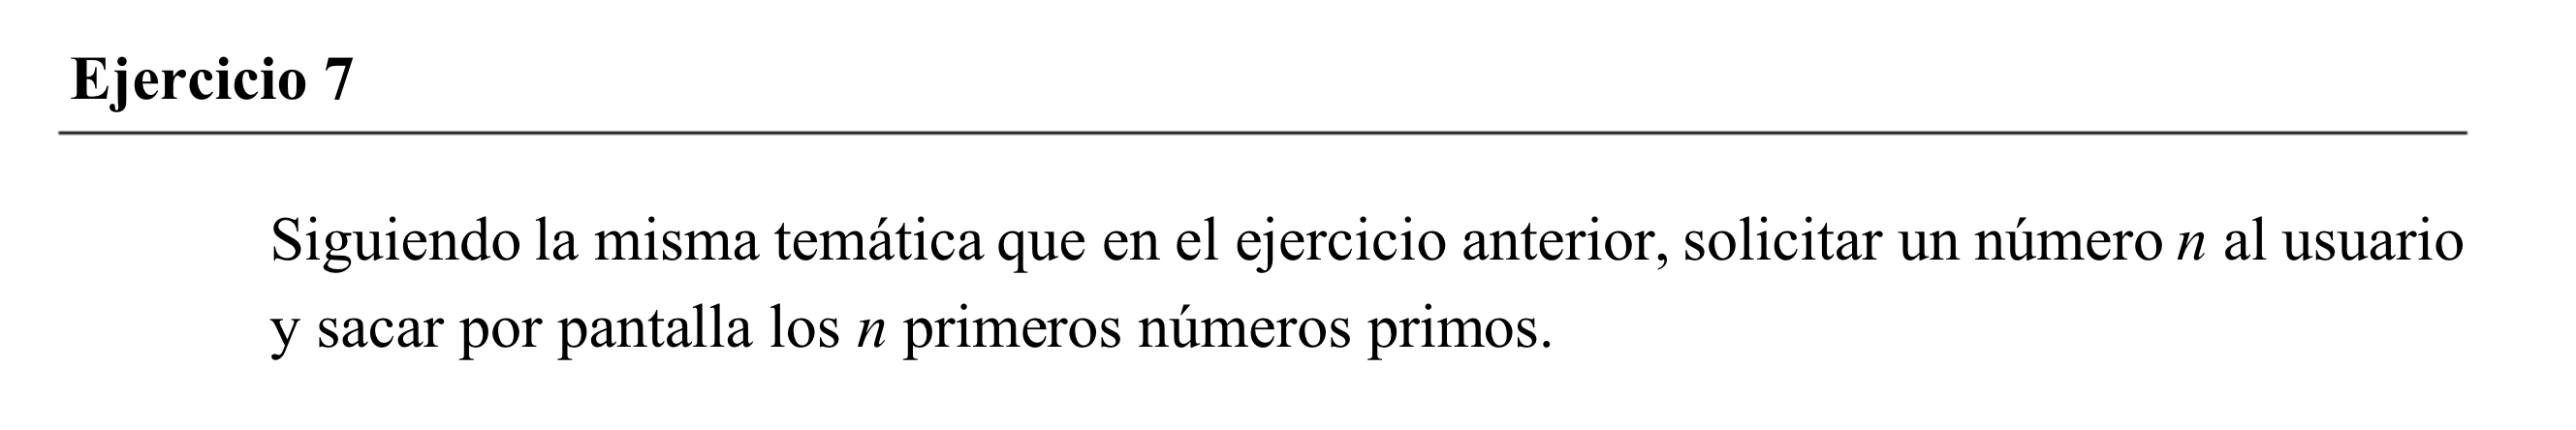 Ejercicio 7
Siguiendo la misma temática que en el ejercicio anterior, solicitar un número n al usuario
y sacar por pantalla los n primeros números primos.